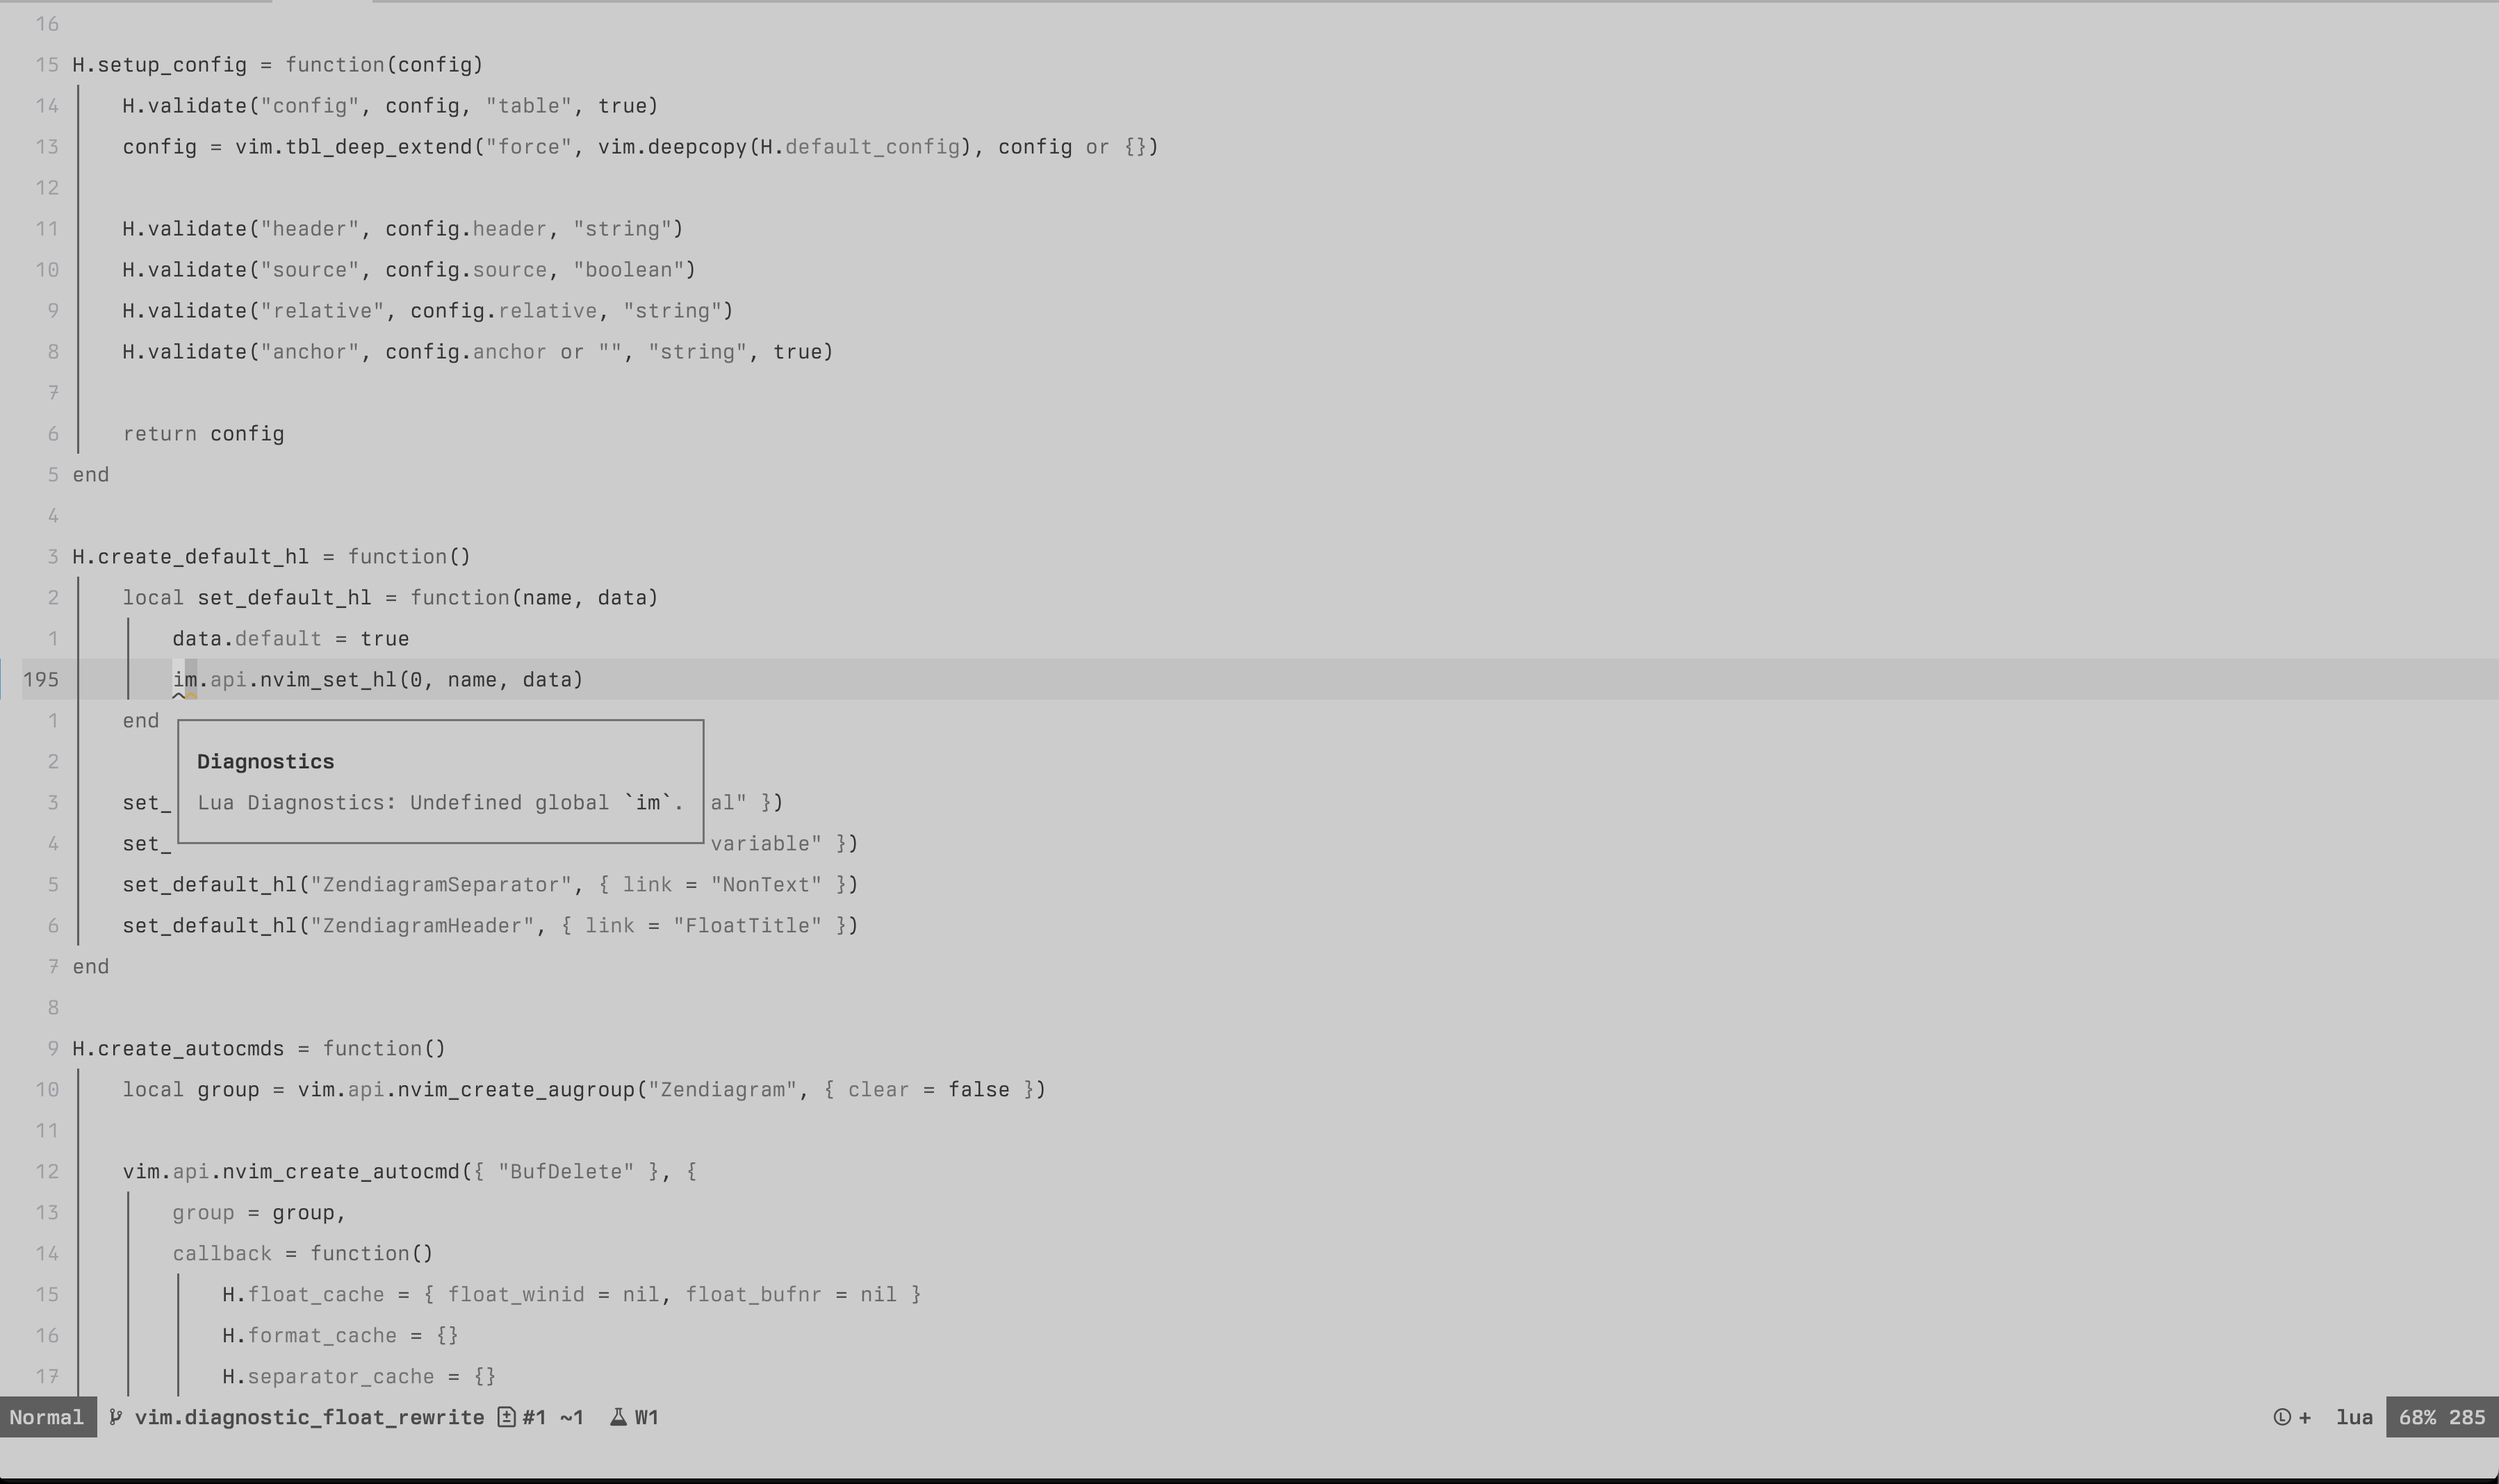 16
15 H.setup_config = function(config)
14 H.validate("config", config, "table", true)
13 config = vim.tbl_deep_extend("force", vim.deepcopy(H.default_config), config or {})
12
11 H.validate("header", config.header, "string")
10 H.validate("source", config.source, "boolean")
9 H.validate("relative", config.relative, "string")
8 H.validate("anchor", config.anchor or "", "string", true)
7
6 return config
5 end
4
3 H.create_default_hl = function()
2 local set_default_hl = function(name, data)
1 data.default = true
195 im.api.nvim_set_hl(0, name, data)
1 end
2 Diagnostics
3 set_ Lua Diagnostics: Undefined global `im`. al" })
4 set_ variable" })
5 set_default_hl("ZendiagramSeparator", { link = "NonText" })
6 set_default_hl("ZendiagramHeader", { link = "FloatTitle" })
7 end
8
9 H.create_autocmds = function()
10 local group = vim.api.nvim_create_augroup("Zendiagram", { clear = false })
11
12 vim.api.nvim_create_autocmd({ "BufDelete" }, {
13 group = group,
14 callback = function()
15 H.float_cache = { float_winid = nil, float_bufnr = nil }
16 H.format_cache = {}
17 H.separator_cache = {}
Normal vim.diagnostic_float_rewrite #1 ~1 W1 L + lua 68% 285